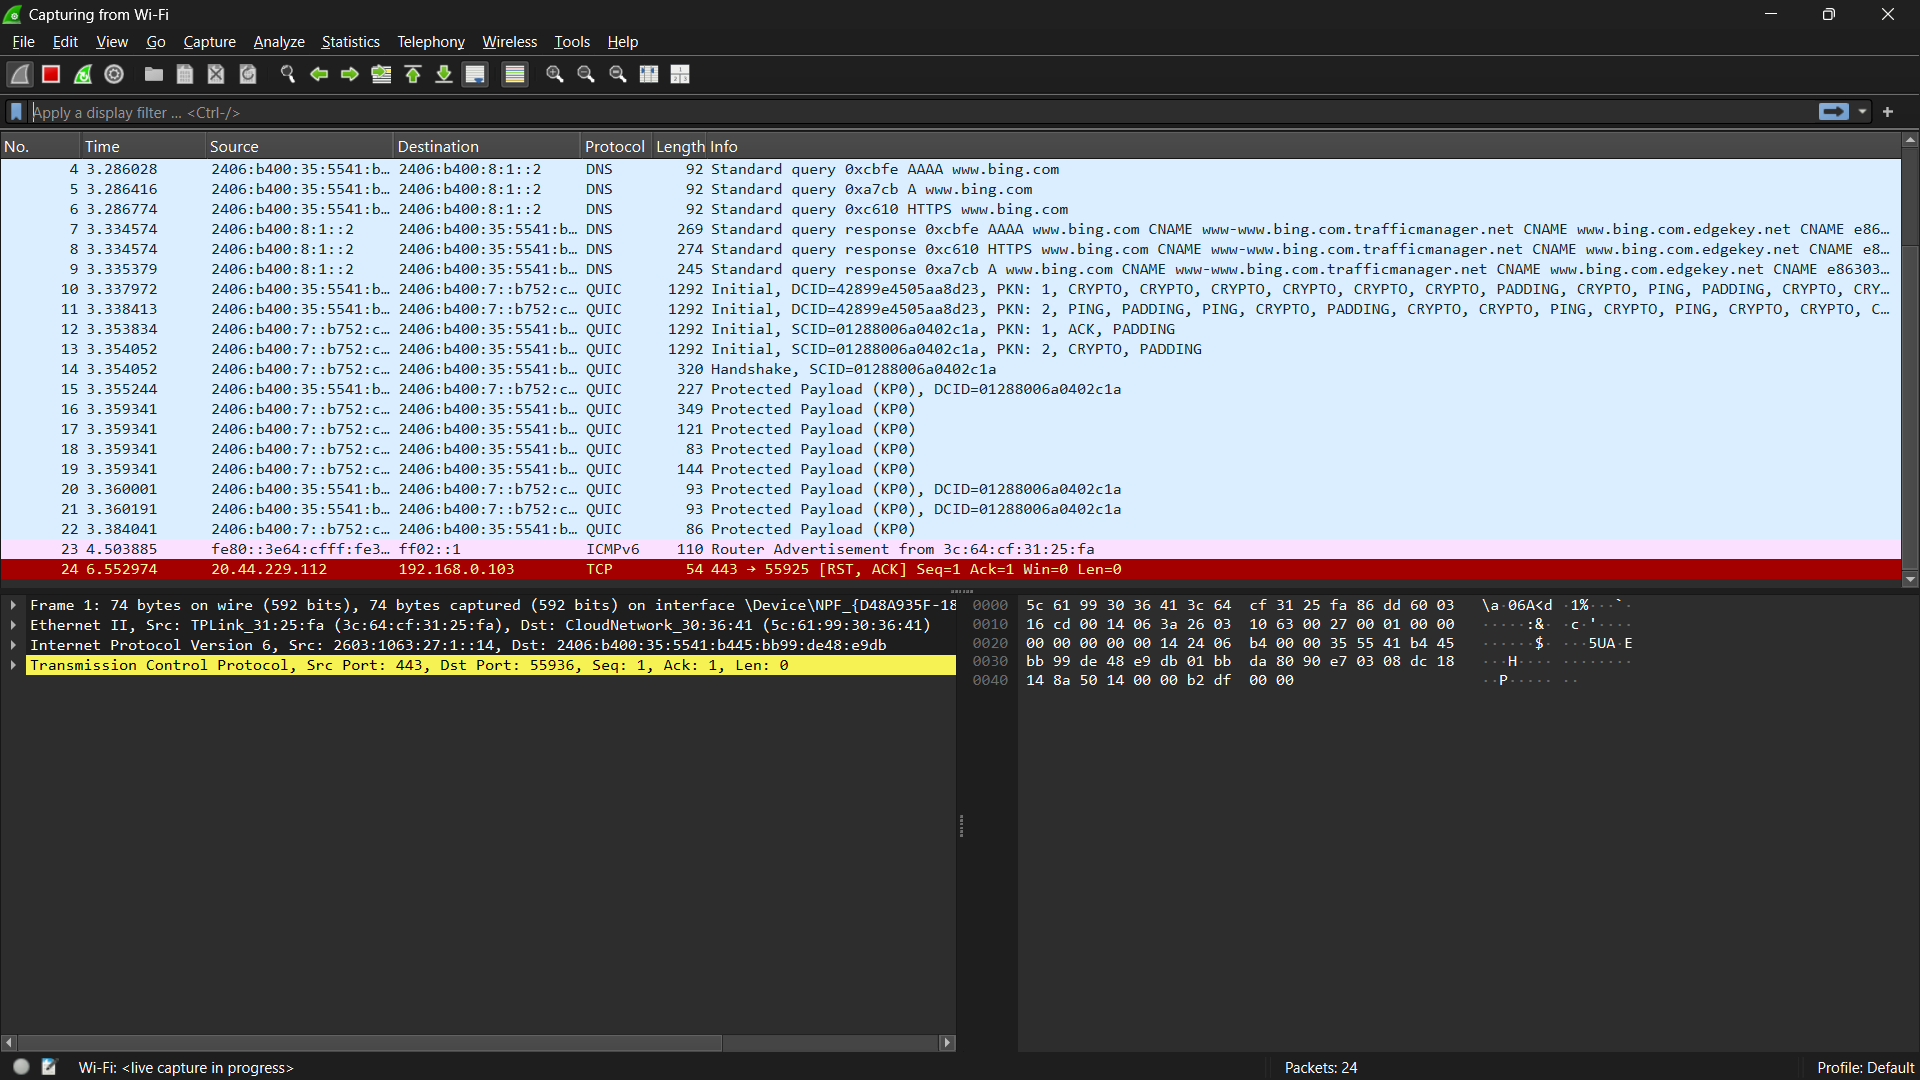 Capturing from Wi-Fi
File Edit View Go Capture Analyze Statistics Telephony Wireless Tools Help
Apply a display filter ... <Ctrl-/>
No. Time Source Destination Protocol Length Info
4 3.286028 2406:b400:35:5541:b… 2406:b400:8:1::2 DNS 92 Standard query 0xcbfe AAAA www.bing.com
5 3.286416 2406:b400:35:5541:b… 2406:b400:8:1::2 DNS 92 Standard query 0xa7cb A www.bing.com
6 3.286774 2406:b400:35:5541:b… 2406:b400:8:1::2 DNS 92 Standard query 0xc610 HTTPS www.bing.com
7 3.334574 2406:b400:8:1::2 2406:b400:35:5541:b… DNS 269 Standard query response 0xcbfe AAAA www.bing.com CNAME www-www.bing.com.trafficmanager.net CNAME www.bing.com.edgekey.net CNAME e86…
8 3.334574 2406:b400:8:1::2 2406:b400:35:5541:b… DNS 274 Standard query response 0xc610 HTTPS www.bing.com CNAME www-www.bing.com.trafficmanager.net CNAME www.bing.com.edgekey.net CNAME e8…
9 3.335379 2406:b400:8:1::2 2406:b400:35:5541:b… DNS 245 Standard query response 0xa7cb A www.bing.com CNAME www-www.bing.com.trafficmanager.net CNAME www.bing.com.edgekey.net CNAME e86303…
10 3.337972 2406:b400:35:5541:b… 2406:b400:7::b752:c… QUIC 1292 Initial, DCID=42899e4505aa8d23, PKN: 1, CRYPTO, CRYPTO, CRYPTO, CRYPTO, CRYPTO, CRYPTO, PADDING, CRYPTO, PING, PADDING, CRYPTO, CRY…
11 3.338413 2406:b400:35:5541:b… 2406:b400:7::b752:c… QUIC 1292 Initial, DCID=42899e4505aa8d23, PKN: 2, PING, PADDING, PING, CRYPTO, PADDING, CRYPTO, CRYPTO, PING, CRYPTO, PING, CRYPTO, CRYPTO, C…
12 3.353834 2406:b400:7::b752:c… 2406:b400:35:5541:b… QUIC 1292 Initial, SCID=01288006a0402c1a, PKN: 1, ACK, PADDING
13 3.354052 2406:b400:7::b752:c… 2406:b400:35:5541:b… QUIC 1292 Initial, SCID=01288006a0402c1a, PKN: 2, CRYPTO, PADDING
14 3.354052 2406:b400:7::b752:c… 2406:b400:35:5541:b… QUIC 320 Handshake, SCID=01288006a0402c1a
15 3.355244 2406:b400:35:5541:b… 2406:b400:7::b752:c… QUIC 227 Protected Payload (KP0), DCID=01288006a0402c1a
16 3.359341 2406:b400:7::b752:c… 2406:b400:35:5541:b… QUIC 349 Protected Payload (KP0)
17 3.359341 2406:b400:7::b752:c… 2406:b400:35:5541:b… QUIC 121 Protected Payload (KP0)
18 3.359341 2406:b400:7::b752:c… 2406:b400:35:5541:b… QUIC 83 Protected Payload (KP0)
19 3.359341 2406:b400:7::b752:c… 2406:b400:35:5541:b… QUIC 144 Protected Payload (KP0)
20 3.360001 2406:b400:35:5541:b… 2406:b400:7::b752:c… QUIC 93 Protected Payload (KP0), DCID=01288006a0402c1a
21 3.360191 2406:b400:35:5541:b… 2406:b400:7::b752:c… QUIC 93 Protected Payload (KP0), DCID=01288006a0402c1a
22 3.384041 2406:b400:7::b752:c… 2406:b400:35:5541:b… QUIC 86 Protected Payload (KP0)
23 4.503885 fe80::3e64:cfff:fe3… ff02::1 ICMPv6 110 Router Advertisement from 3c:64:cf:31:25:fa
24 6.552974 20.44.229.112 192.168.0.103 TCP 54 443 → 55925 [RST, ACK] Seq=1 Ack=1 Win=0 Len=0
Frame 1: 74 bytes on wire (592 bits), 74 bytes captured (592 bits) on interface \Device\NPF_{D48A935F-18
Ethernet II, Src: TPLink_31:25:fa (3c:64:cf:31:25:fa), Dst: CloudNetwork_30:36:41 (5c:61:99:30:36:41)
Internet Protocol Version 6, Src: 2603:1063:27:1::14, Dst: 2406:b400:35:5541:b445:bb99:de48:e9db
Transmission Control Protocol, Src Port: 443, Dst Port: 55936, Seq: 1, Ack: 1, Len: 0
0000 5c 61 99 30 36 41 3c 64 cf 31 25 fa 86 dd 60 03 \a·06A<d ·1%···`·
0010 16 cd 00 14 06 3a 26 03 10 63 00 27 00 01 00 00 ·····:&· ·c·'····
0020 00 00 00 00 00 14 24 06 b4 00 00 35 55 41 b4 45 ······$· ···5UA·E
0030 bb 99 de 48 e9 db 01 bb da 80 90 e7 03 08 dc 18 ···H···· ········
0040 14 8a 50 14 00 00 b2 df 00 00 ··P····· ··
Wi-Fi: <live capture in progress>
Packets: 24
Profile: Default